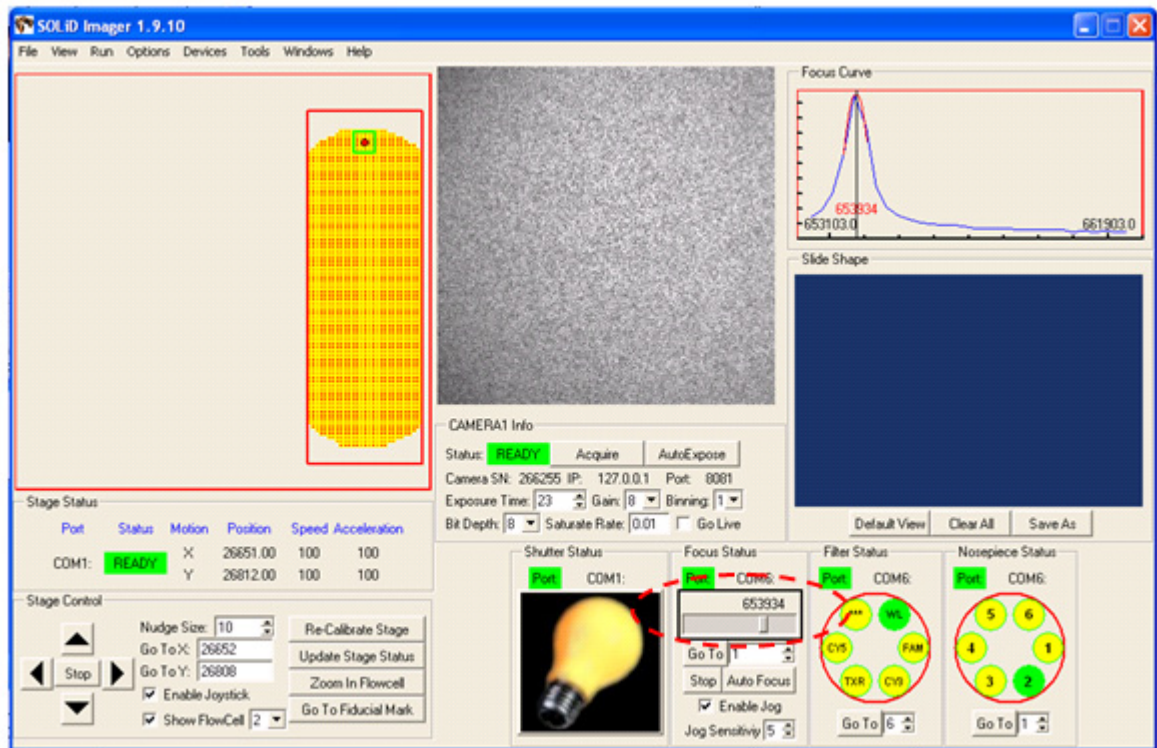 SOLiD Imager 1.9.10
File View Run Options Devices Tools Windows Help
Focus Curve
653934
653103.0
661903.0
Slide Shape
CAMERA1 Info
Status: READY Acquire AutoExpose
Camera SN: 266255 IP: 127.0.0.1 Port: 8081
Exposure Time: 23 Gain: 8 Binning: 1
Bit Depth: 8 Saturate Rate: 0.01 Go Live
Default View Clear All Save As
Stage Status
Port Status Motion Position Speed Acceleration
COM1: READY
X 26651.00 100 100
Y 26812.00 100 100
Stage Control
Stop
Nudge Size: 10
Go To X: 26652
Go To Y: 26808
Enable Joystick
Show FlowCell 2
Re-Calibrate Stage
Update Stage Status
Zoom In Flowcell
Go To Fiducial Mark
Shutter Status
Port: COM1:
Focus Status
Port: COM6:
653934
Go To 1
Stop Auto Focus
Enable Jog
Jog Sensitiviy 5
Filter Status
Port: COM6:
*** WL
CY5 FAM
TXR CY3
Go To 6
Nosepiece Status
Port: COM6:
5 6
4 1
3 2
Go To 1